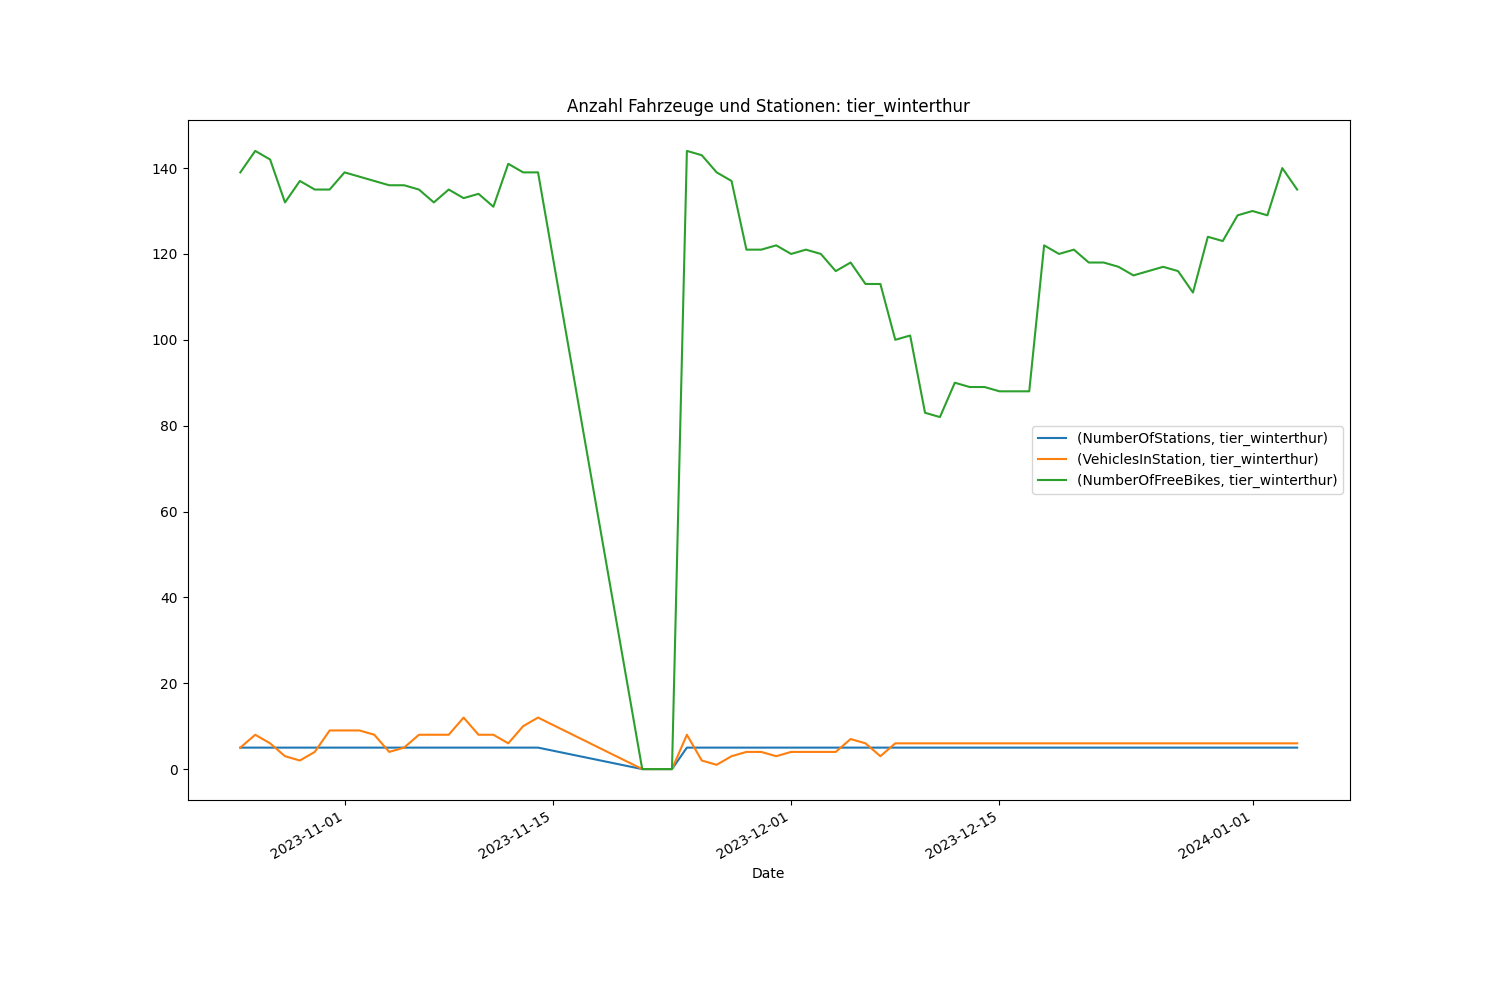 Anzahl Fahrzeuge und Stationen: tier_winterthur
140
120
100
80
60
40
20
0
(NumberOfStations, tier_winterthur)
(VehiclesInStation, tier_winterthur)
(NumberOfFreeBikes, tier_winterthur)
2023-11-01
2023-11-15
2023-12-01
2023-12-15
2024-01-01
Date